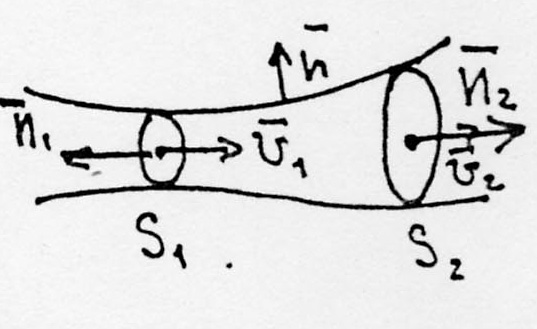 n̄
n̄₁
v̄₁
n̄₂
v̄₂
S₁ .
S₂